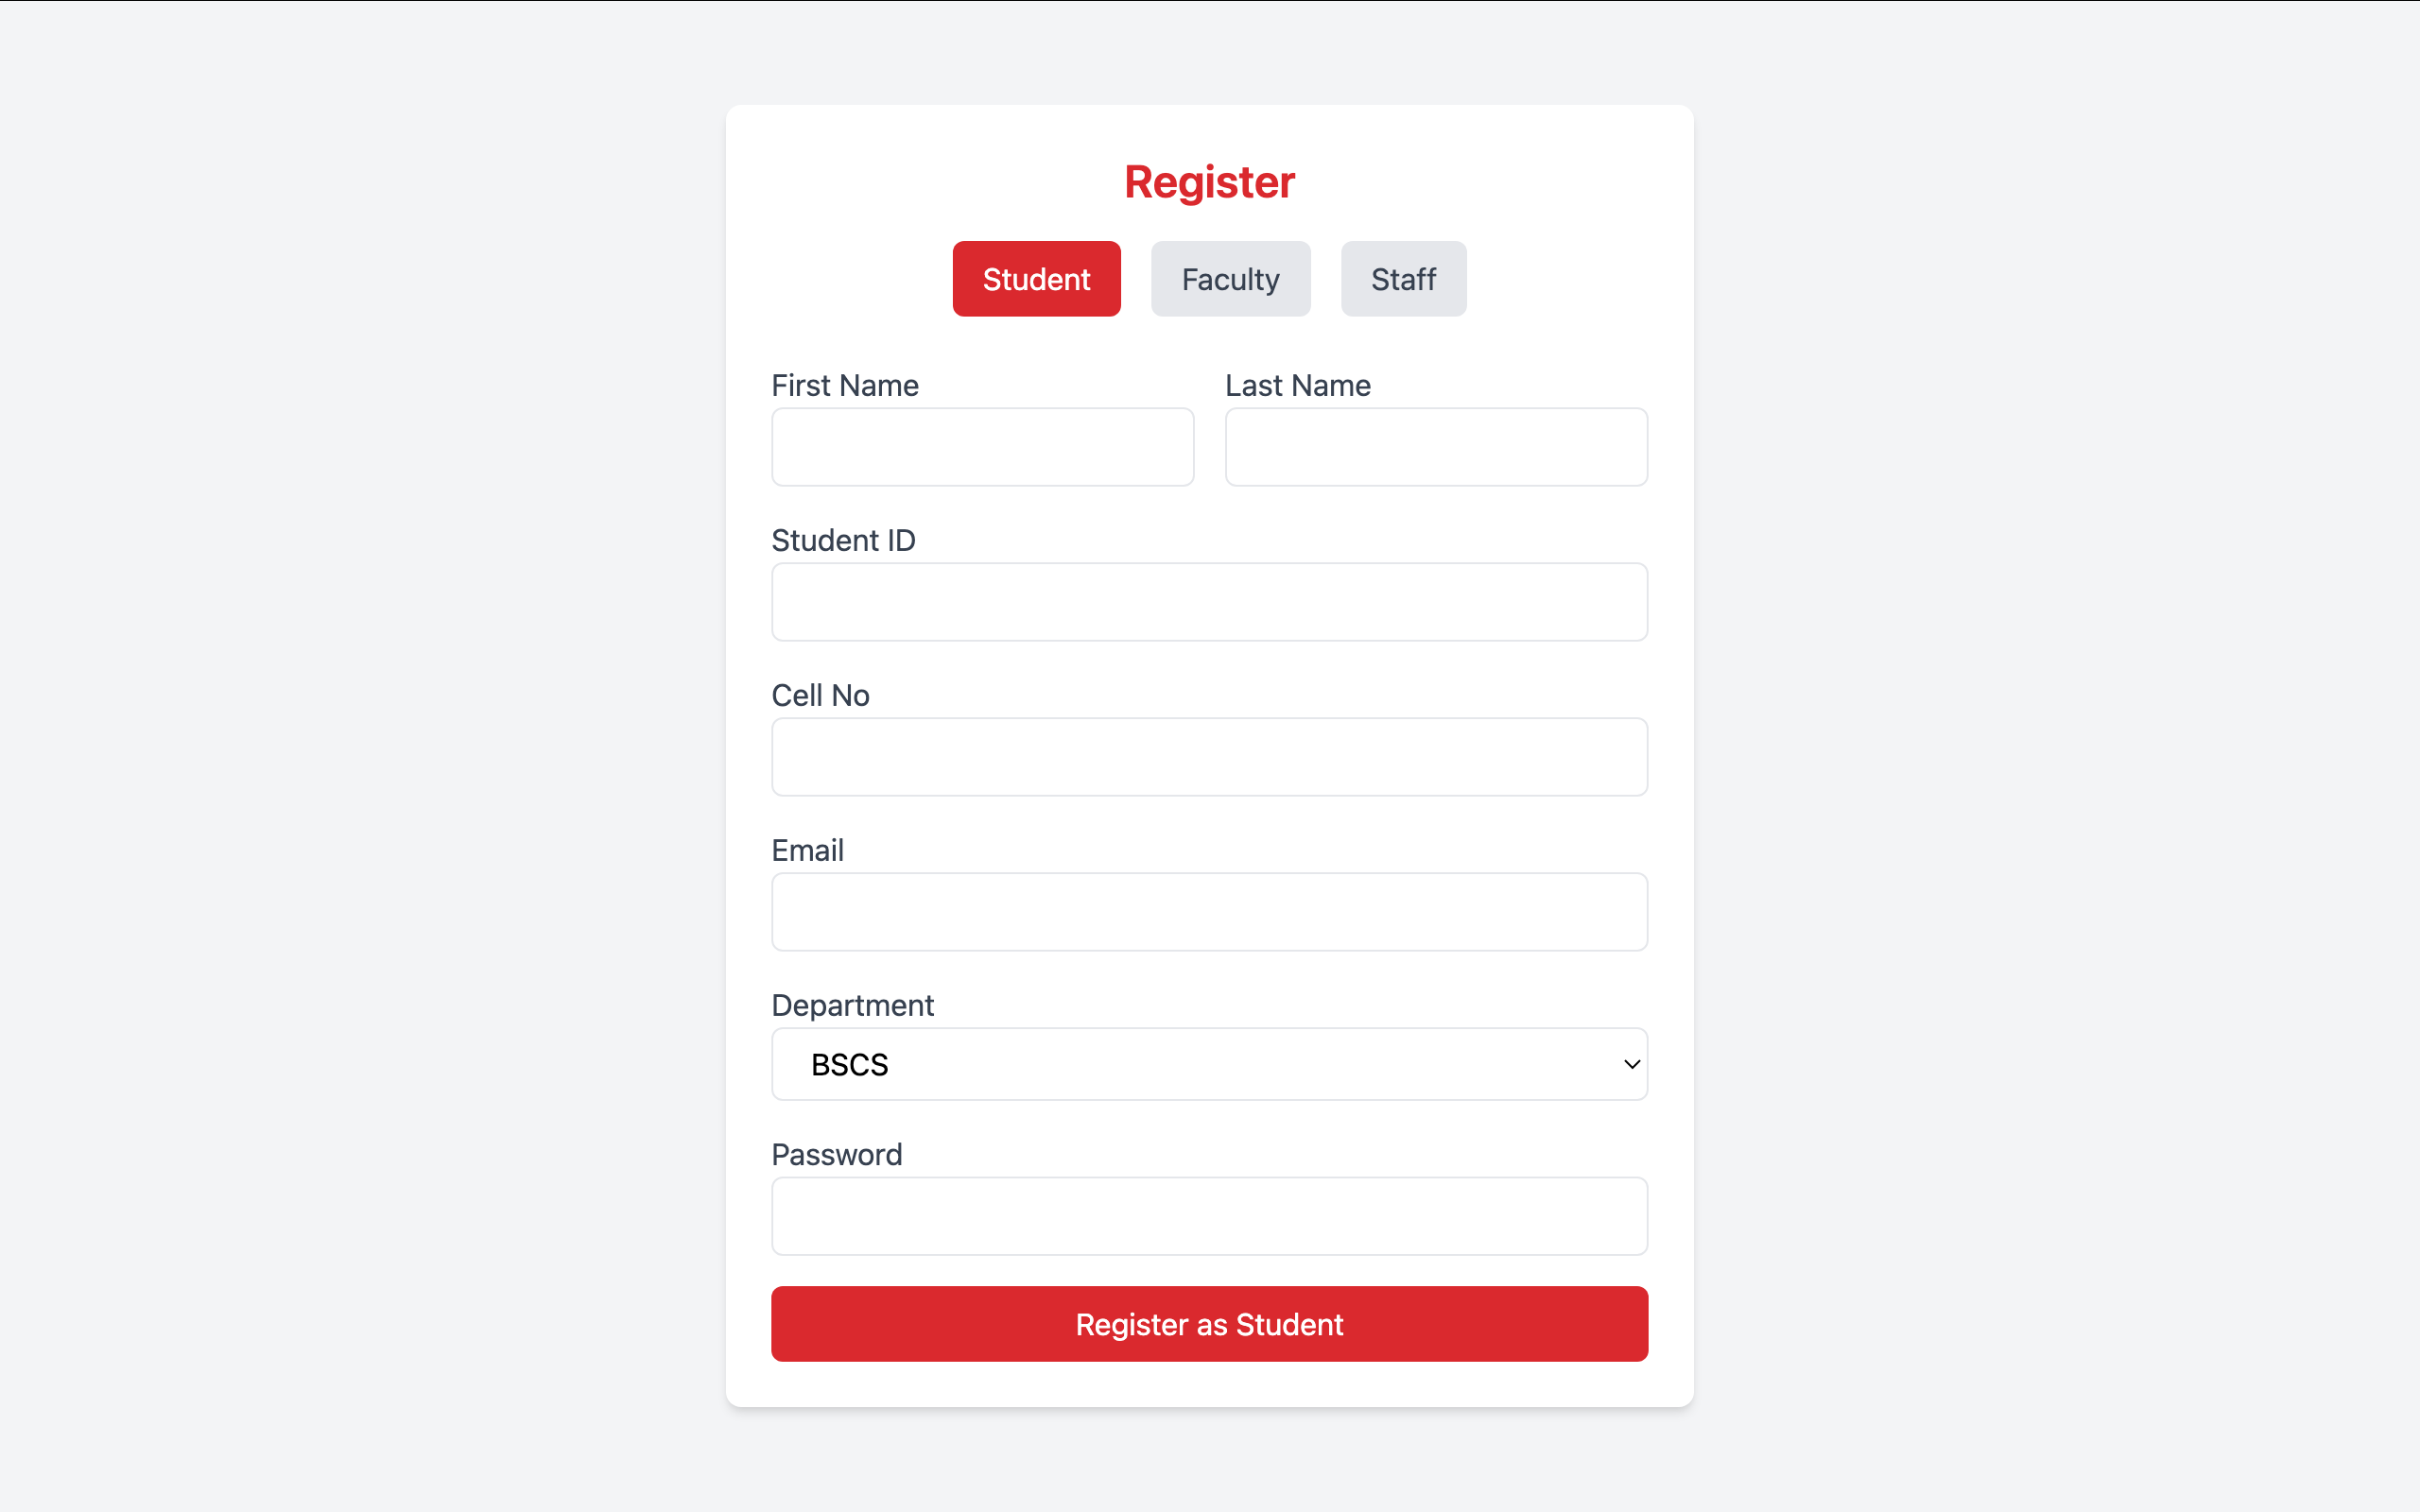 Register
Student Faculty Staff
First Name Last Name
Student ID
Cell No
Email
Department
BSCS
Password
Register as Student